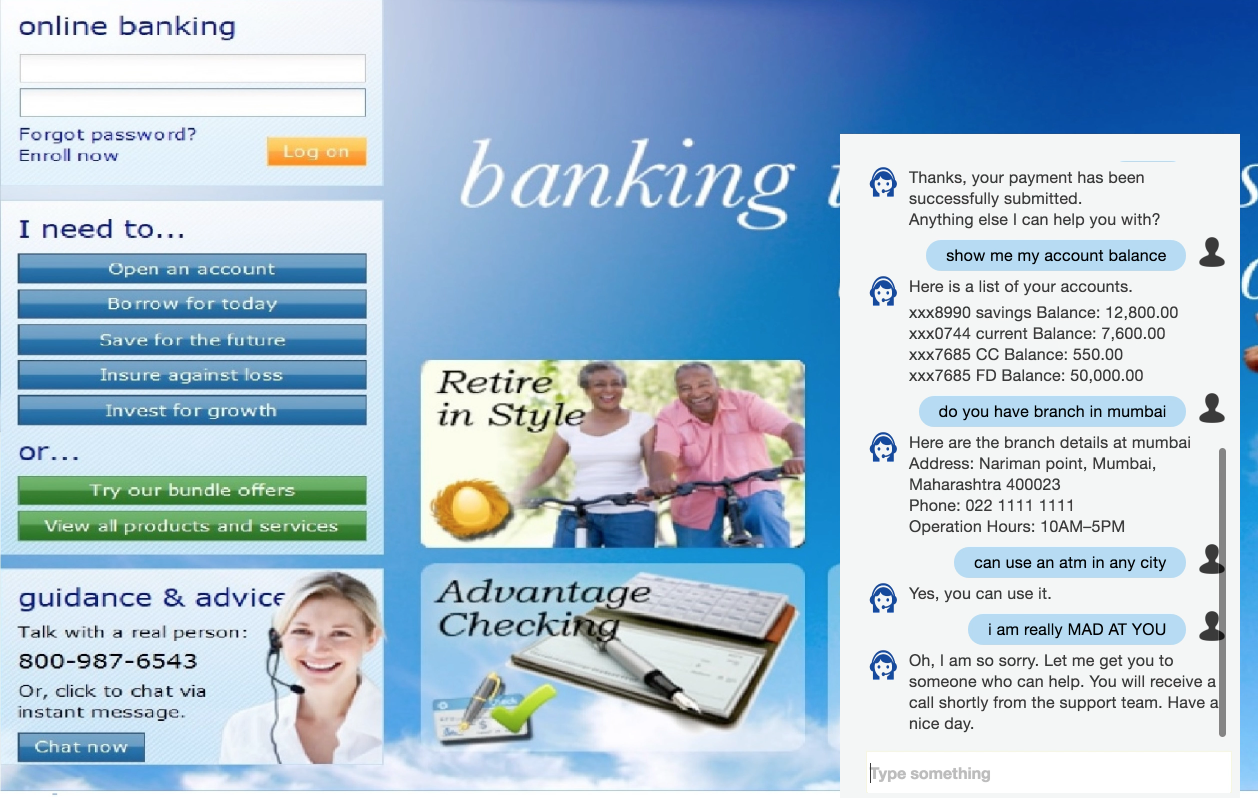 online banking
Forgot password?
Enroll now
Log on
I need to...
Open an account
Borrow for today
Save for the future
Insure against loss
Invest for growth
or...
Try our bundle offers
View all products and services
guidance & advice
Talk with a real person:
800-987-6543
Or, click to chat via
instant message.
Chat now
banking
Retire
in Style
Advantage
Checking
Check
Thanks, your payment has been
successfully submitted.
Anything else I can help you with?
show me my account balance
Here is a list of your accounts.
xxx8990 savings Balance: 12,800.00
xxx0744 current Balance: 7,600.00
xxx7685 CC Balance: 550.00
xxx7685 FD Balance: 50,000.00
do you have branch in mumbai
Here are the branch details at mumbai
Address: Nariman point, Mumbai,
Maharashtra 400023
Phone: 022 1111 1111
Operation Hours: 10AM–5PM
can use an atm in any city
Yes, you can use it.
i am really MAD AT YOU
Oh, I am so sorry. Let me get you to
someone who can help. You will receive a
call shortly from the support team. Have a
nice day.
Type something